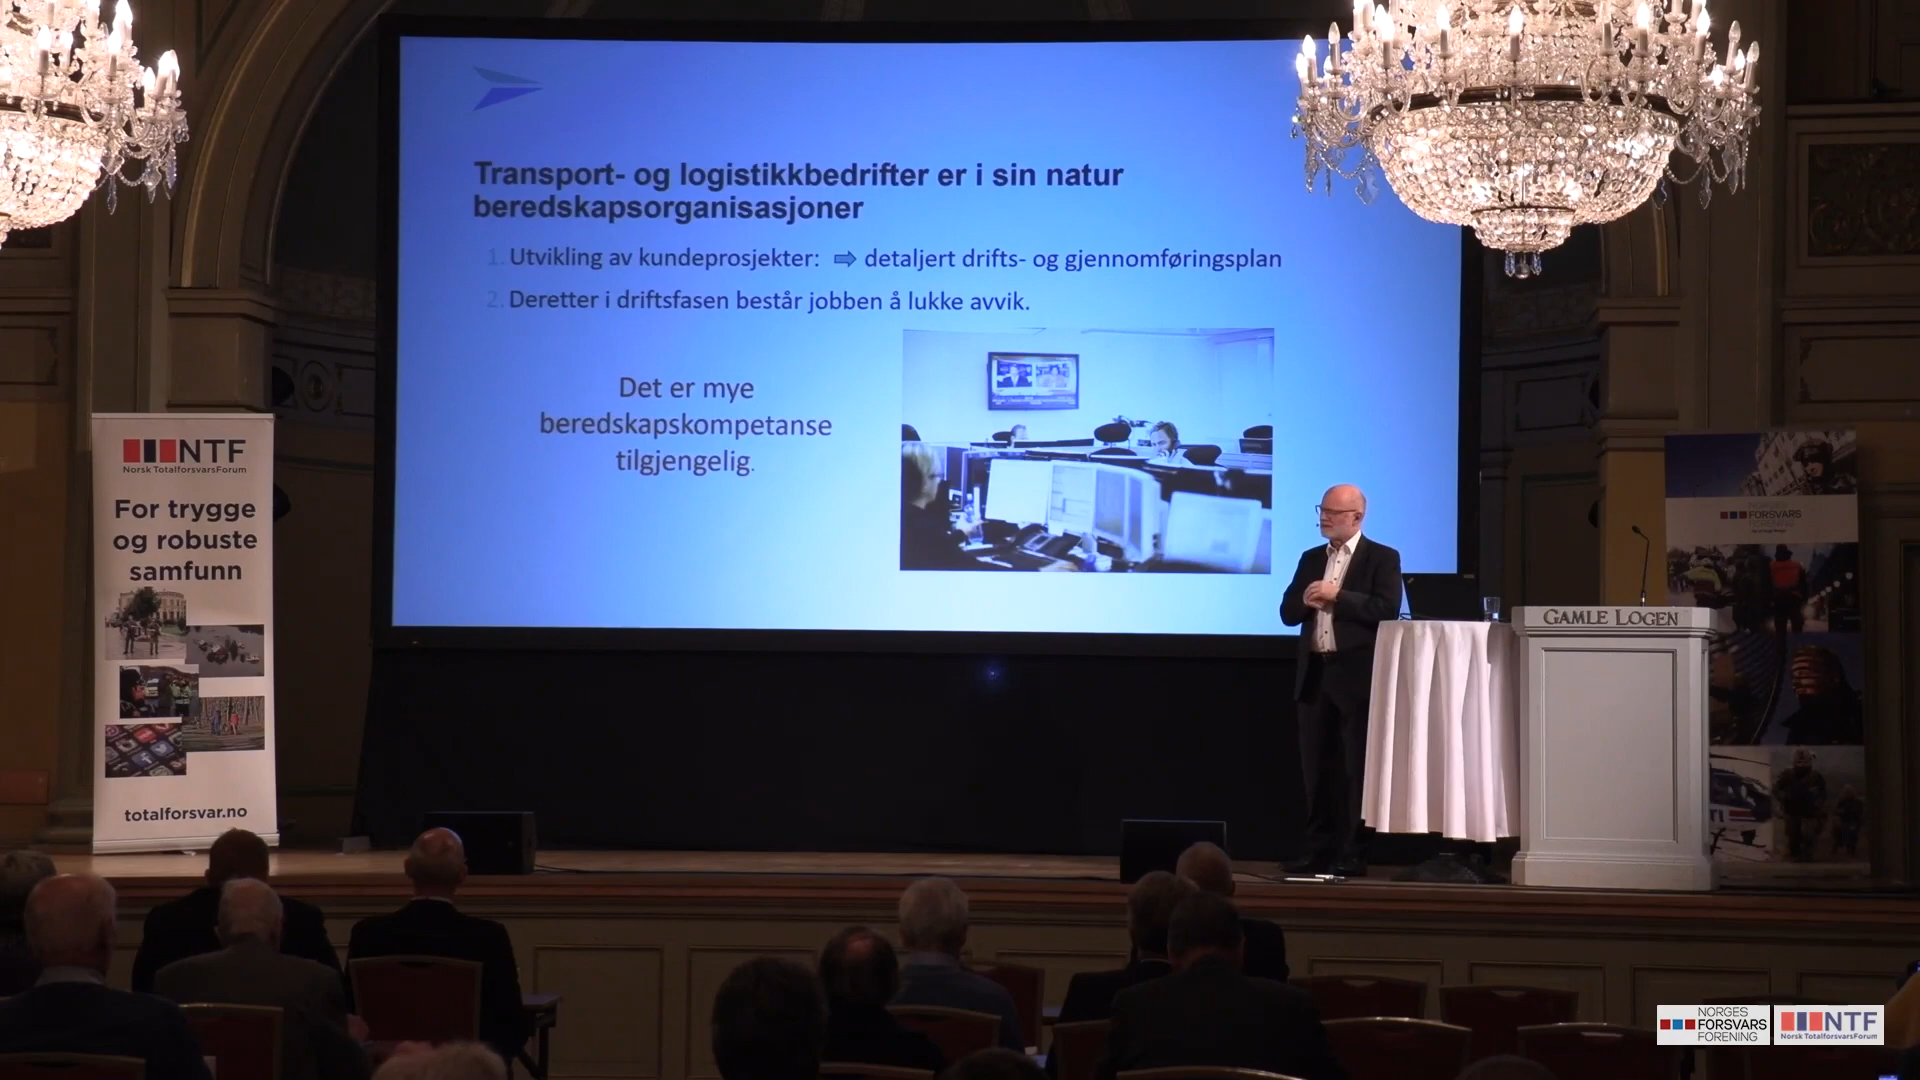 Transport- og logistikkbedrifter er i sin natur
beredskapsorganisasjoner
1. Utvikling av kundeprosjekter: ⇨ detaljert drifts- og gjennomføringsplan
2. Deretter i driftsfasen består jobben å lukke avvik.
Det er mye
beredskapskompetanse
tilgjengelig.
NTF
Norsk TotalforsvarsForum
For trygge
og robuste
samfunn
totalforsvar.no
NORGES
FORSVARS
FORENING
GAMLE LOGEN
NORGES
FORSVARS
FORENING
NTF
Norsk TotalforsvarsForum